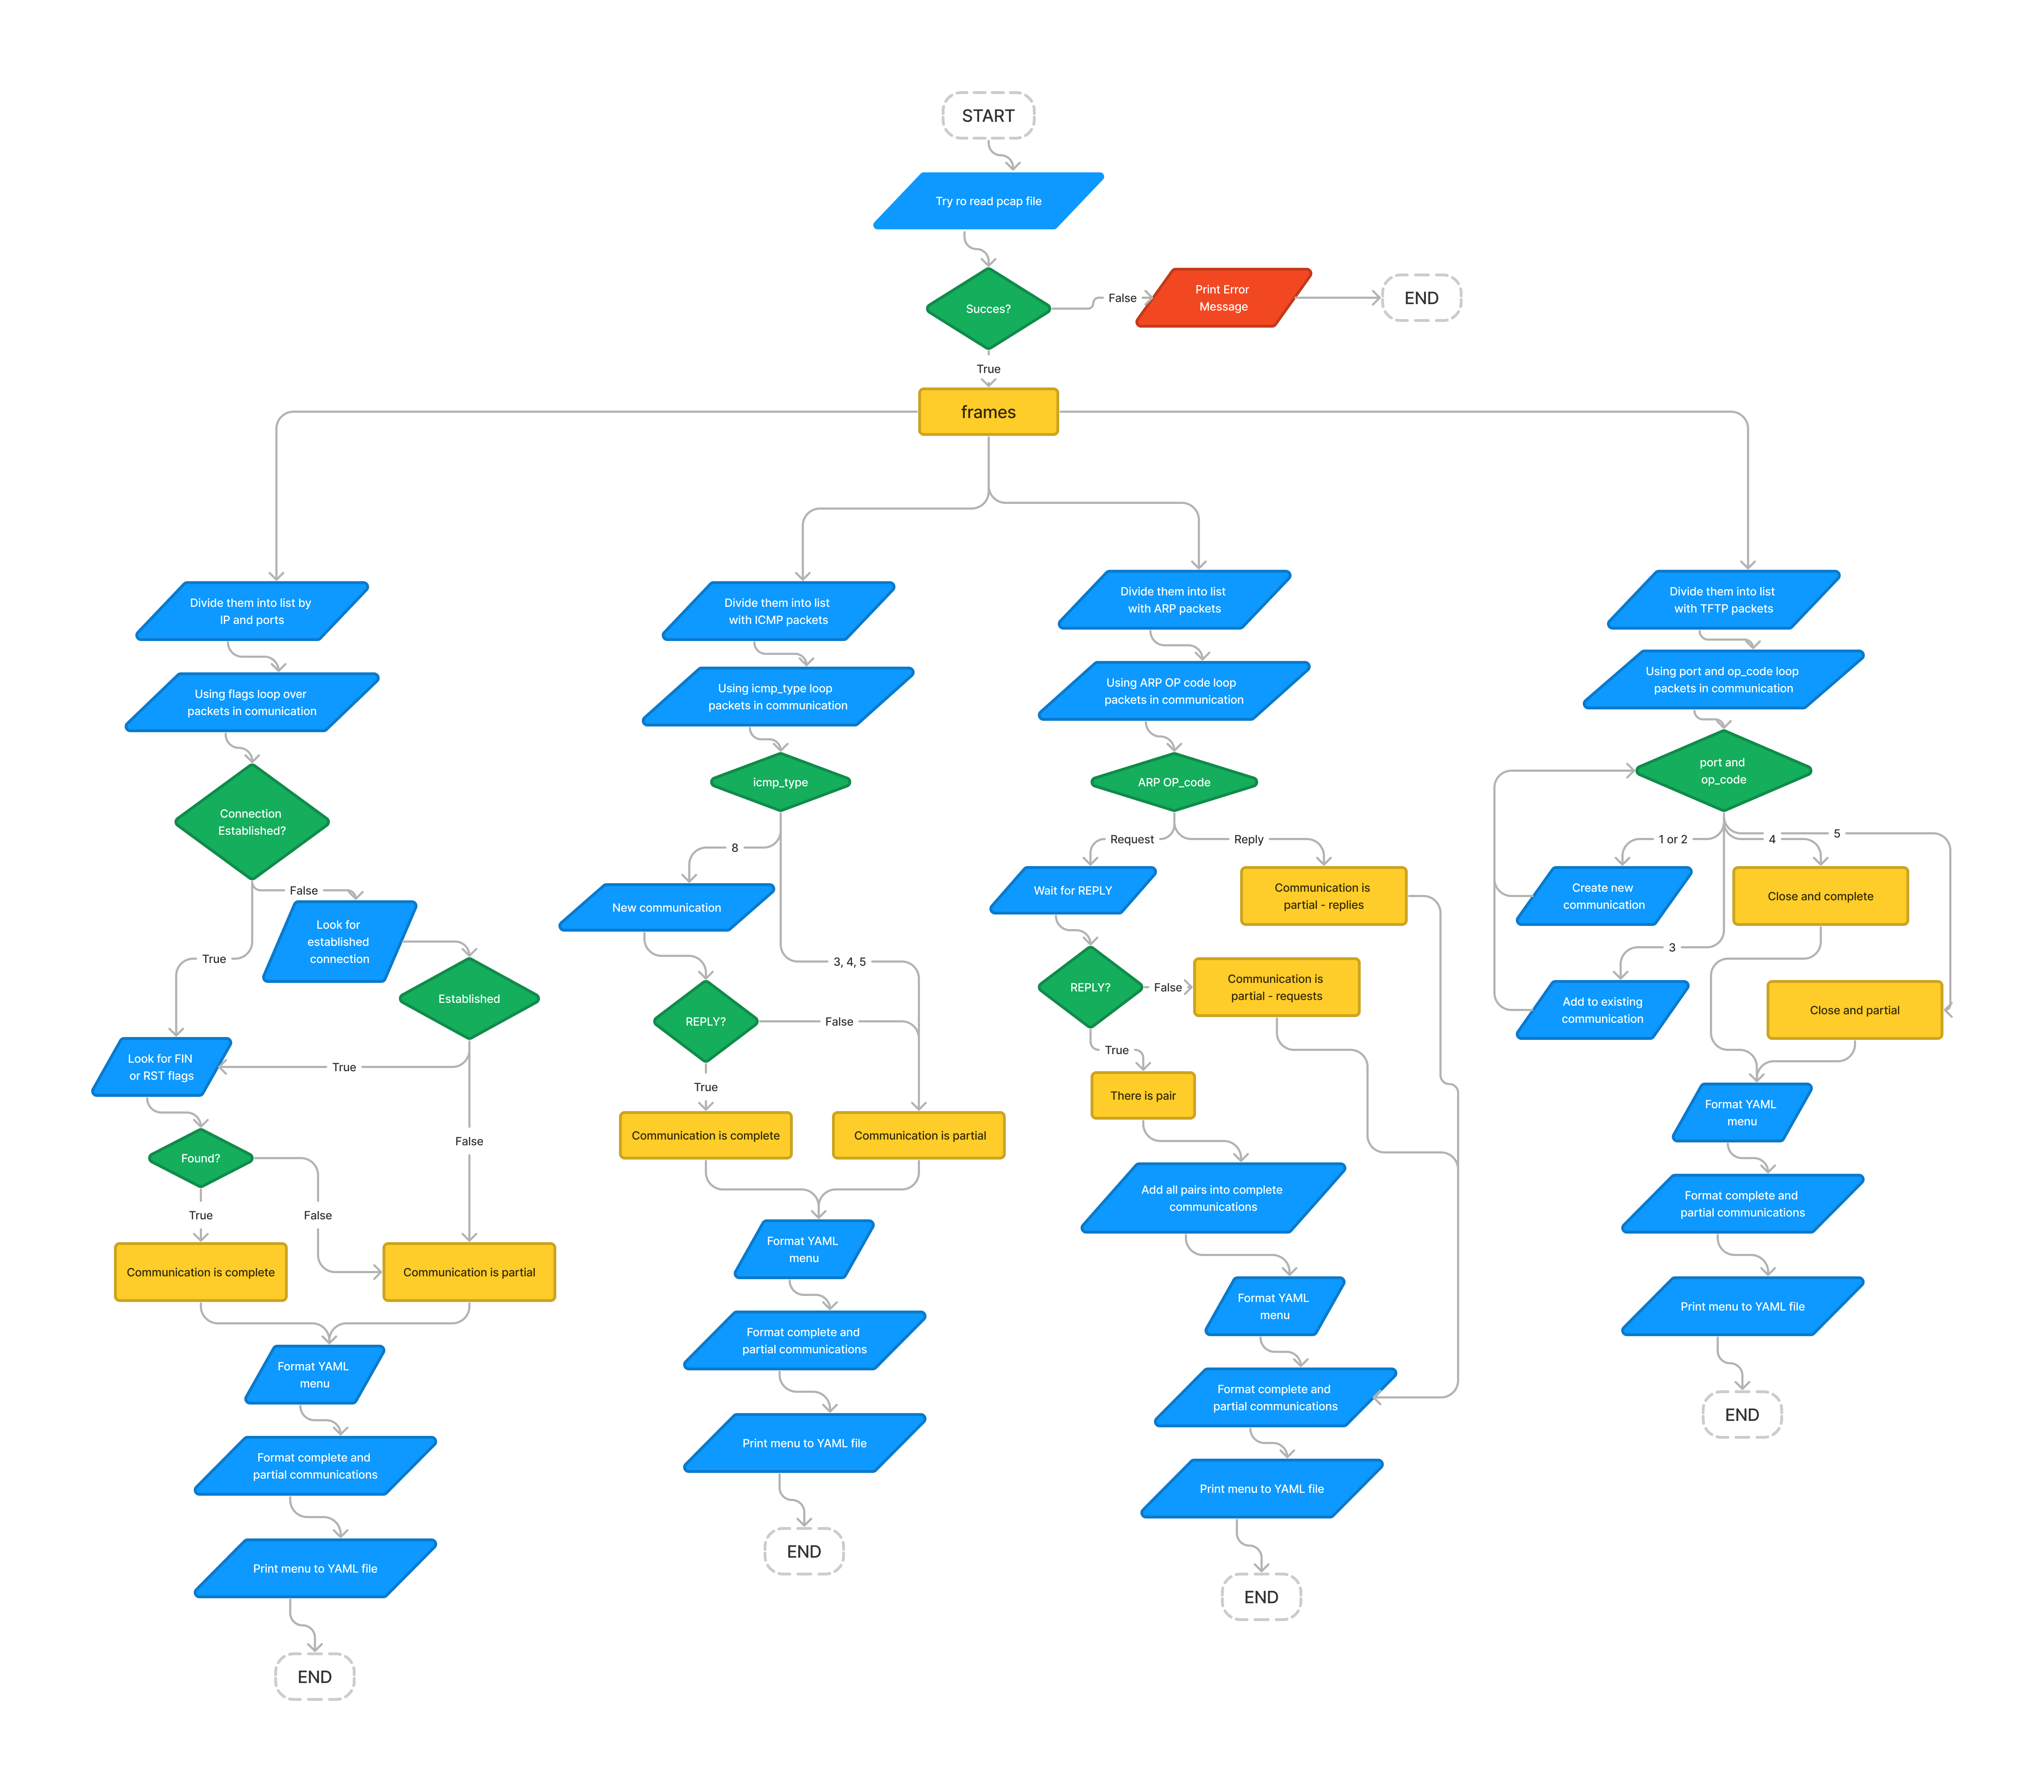 START
Try ro read pcap file
Succes?
False
Print Error
Message
END
True
frames
Divide them into list by
IP and ports
Using flags loop over
packets in comunication
Connection
Established?
False
Look for
established
connection
True
Established
Look for FIN
or RST flags
True
False
Found?
True
False
Communication is complete
Communication is partial
Format YAML
menu
Format complete and
partial communications
Print menu to YAML file
END
Divide them into list
with ICMP packets
Using icmp_type loop
packets in communication
icmp_type
8
New communication
3, 4, 5
REPLY?
False
True
Communication is complete
Communication is partial
Format YAML
menu
Format complete and
partial communications
Print menu to YAML file
END
Divide them into list
with ARP packets
Using ARP OP code loop
packets in communication
ARP OP_code
Request
Reply
Wait for REPLY
Communication is
partial - replies
REPLY?
False
Communication is
partial - requests
True
There is pair
Add all pairs into complete
communications
Format YAML
menu
Format complete and
partial communications
Print menu to YAML file
END
Divide them into list
with TFTP packets
Using port and op_code loop
packets in communication
port and
op_code
1 or 2
4
5
Create new
communication
Close and complete
3
Add to existing
communication
Close and partial
Format YAML
menu
Format complete and
partial communications
Print menu to YAML file
END